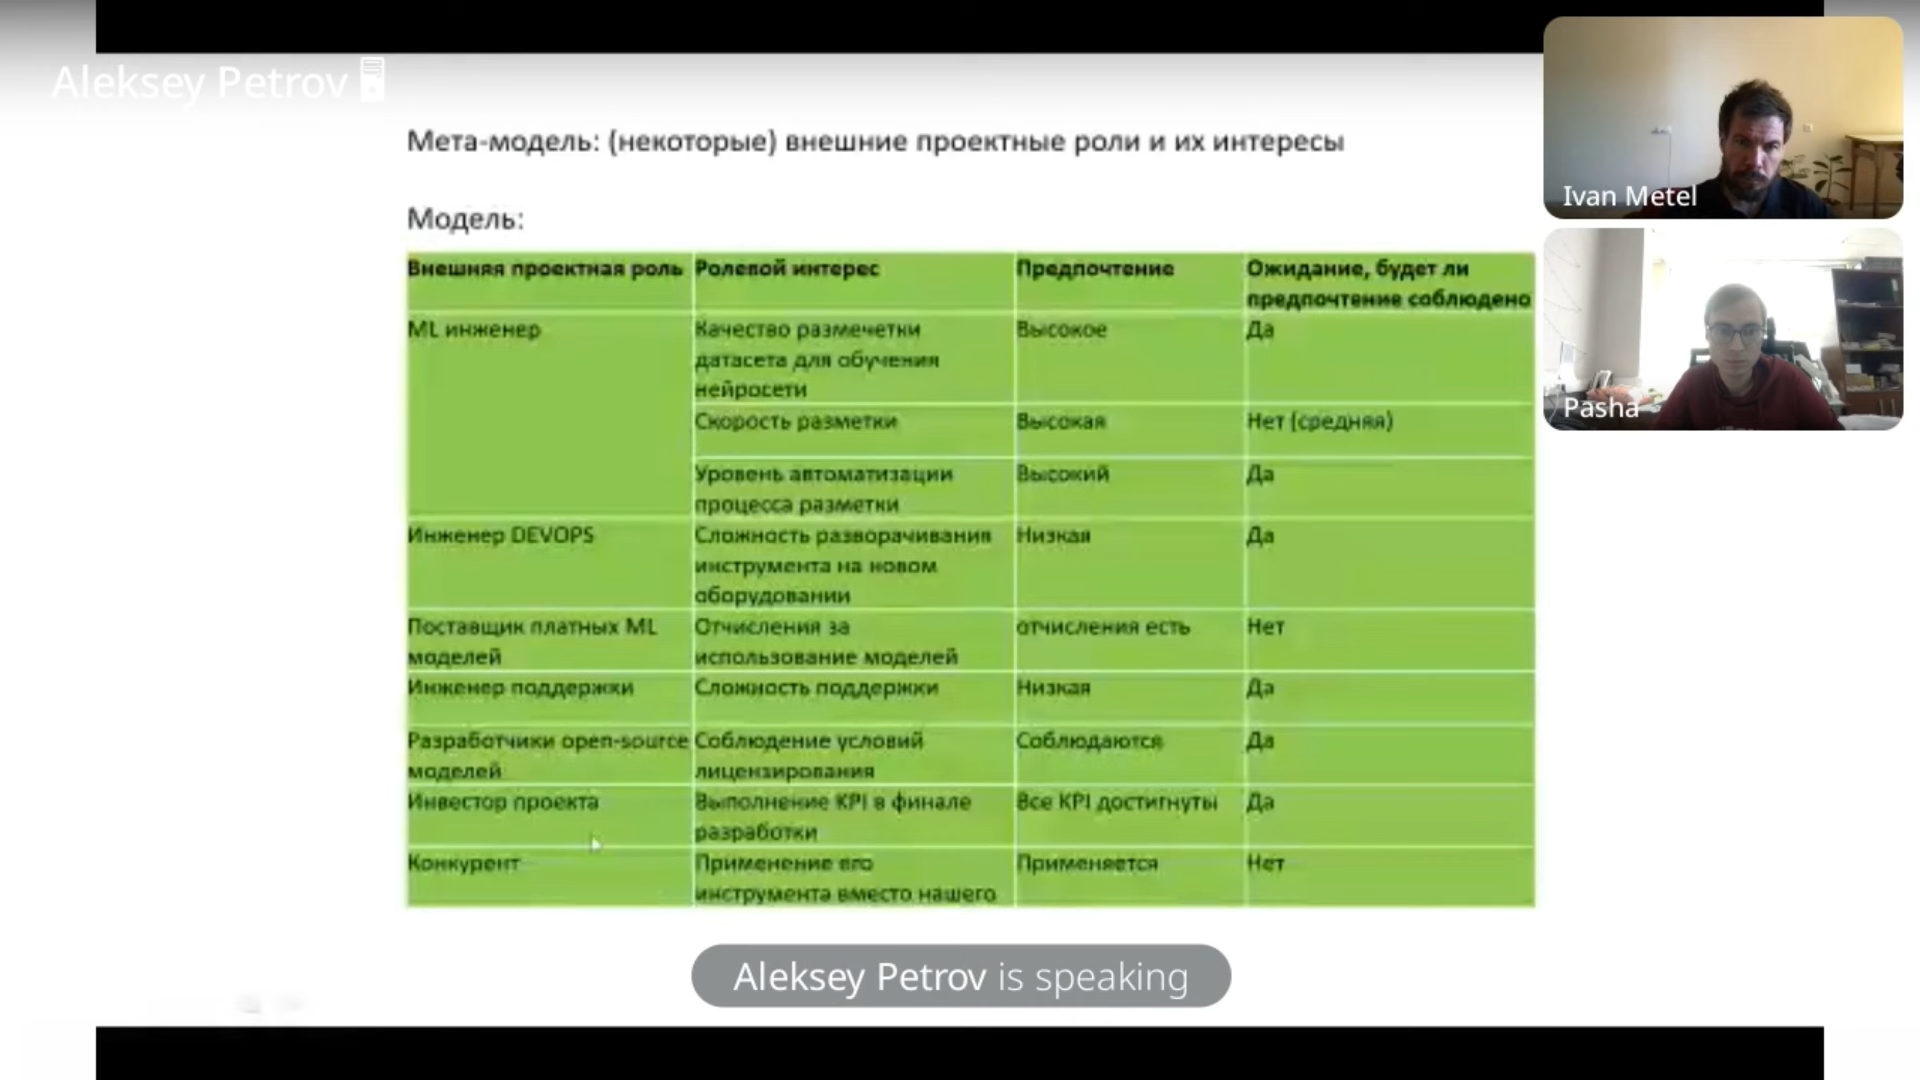 Aleksey Petrov
Мета-модель: (некоторые) внешние проектные роли и их интересы
Модель:
Внешняя проектная роль
Ролевой интерес
Предпочтение
Ожидание, будет ли
предпочтение соблюдено
ML инженер
Качество размечетки
датасета для обучения
нейросети
Высокое
Да
Скорость разметки
Высокая
Нет (средняя)
Уровень автоматизации
процесса разметки
Высокий
Да
Инженер DEVOPS
Сложность разворачивания
инструмента на новом
оборудовании
Низкая
Да
Поставщик платных ML
моделей
Отчисления за
использование моделей
отчисления есть
Нет
Инженер поддержки
Сложность поддержки
Низкая
Да
Разработчики open-source
моделей
Соблюдение условий
лицензирования
Соблюдаются
Да
Инвестор проекта
Выполнение KPI в финале
разработки
Все KPI достигнуты
Да
Конкурент
Применение его
инструмента вместо нашего
Применяется
Нет
Ivan Metel
Pasha
Aleksey Petrov is speaking